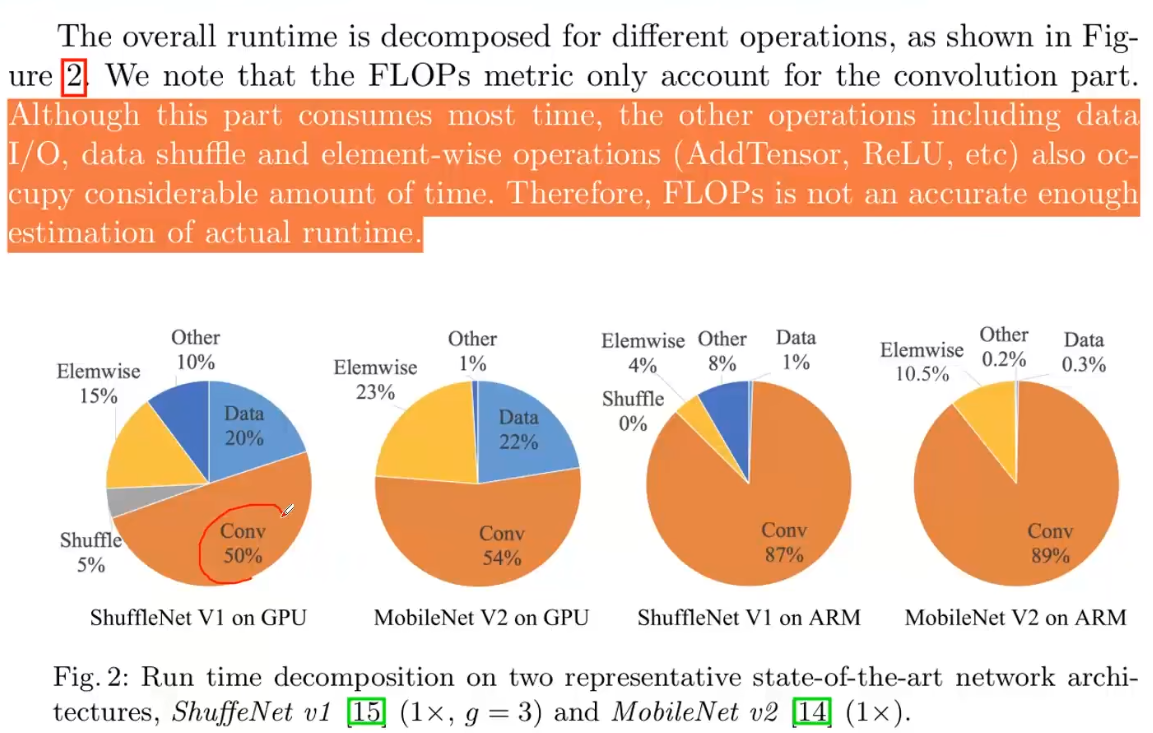 The overall runtime is decomposed for different operations, as shown in Fig-
ure 2. We note that the FLOPs metric only account for the convolution part.
Although this part consumes most time, the other operations including data
I/O, data shuffle and element-wise operations (AddTensor, ReLU, etc) also oc-
cupy considerable amount of time. Therefore, FLOPs is not an accurate enough
estimation of actual runtime.
Other
10%
Elemwise
15%
Data
20%
Shuffle
5%
Conv
50%
ShuffleNet V1 on GPU
Other
1%
Elemwise
23%
Data
22%
Conv
54%
MobileNet V2 on GPU
Elemwise
4%
Other
8%
Data
1%
Shuffle
0%
Conv
87%
ShuffleNet V1 on ARM
Elemwise
10.5%
Other
0.2%
Data
0.3%
Conv
89%
MobileNet V2 on ARM
Fig. 2: Run time decomposition on two representative state-of-the-art network archi-
tectures, ShuffeNet v1 [15] (1×, g = 3) and MobileNet v2 [14] (1×).